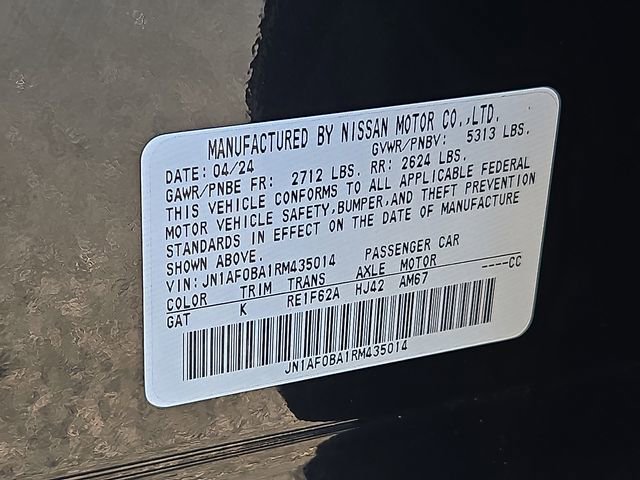 MANUFACTURED BY NISSAN MOTOR CO.,LTD.
DATE: 04/24 GVWR/PNBV: 5313 LBS.
GAWR/PNBE FR: 2712 LBS. RR: 2624 LBS.
THIS VEHICLE CONFORMS TO ALL APPLICABLE FEDERAL
MOTOR VEHICLE SAFETY,BUMPER,AND THEFT PREVENTION
STANDARDS IN EFFECT ON THE DATE OF MANUFACTURE
SHOWN ABOVE.
VIN:JN1AF0BA1RM435014 PASSENGER CAR
COLOR TRIM TRANS AXLE MOTOR
GAT K RE1F62A HJ42 AM67 ----CC
JN1AF0BA1RM435014